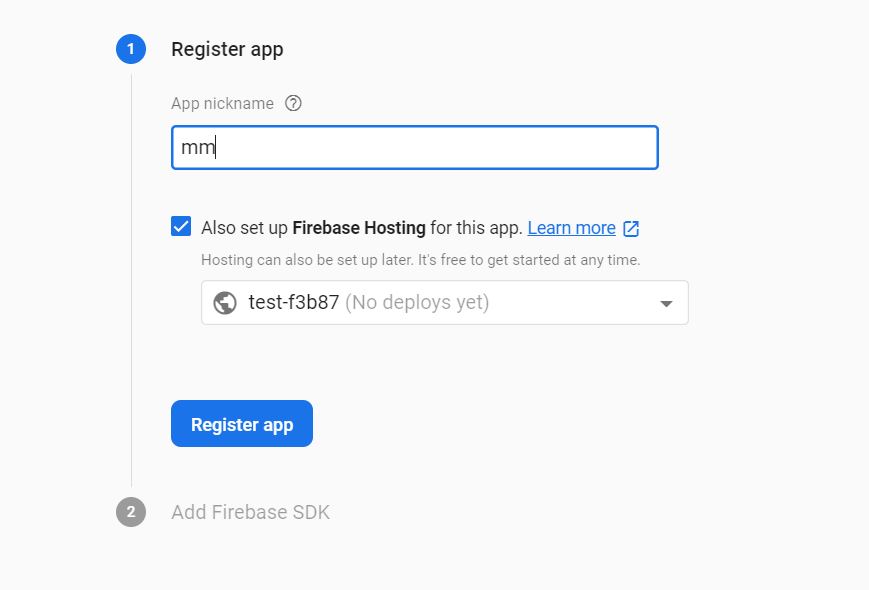 1 Register app
App nickname ?
mm
Also set up Firebase Hosting for this app. Learn more
Hosting can also be set up later. It's free to get started at any time.
test-f3b87 (No deploys yet)
Register app
2 Add Firebase SDK